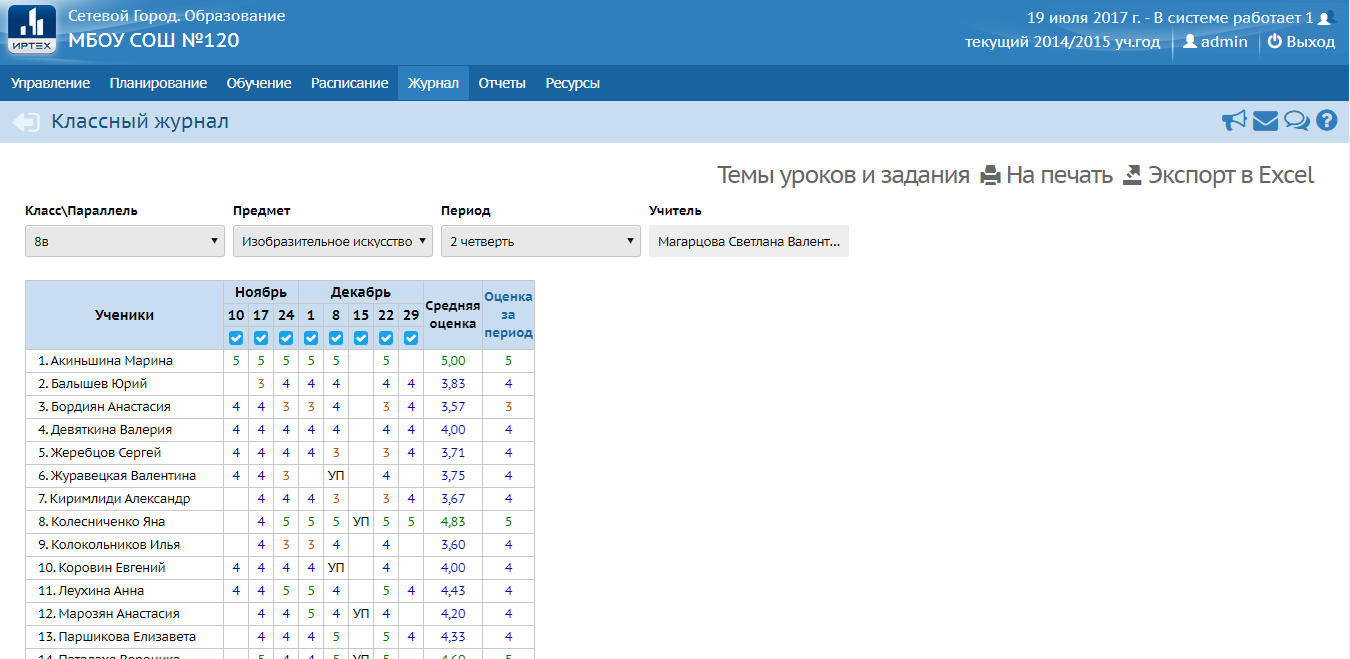 Сетевой Город. Образование
МБОУ СОШ №120
ИРТЕХ
19 июля 2017 г. - В системе работает 1
текущий 2014/2015 уч.год admin Выход
Управление Планирование Обучение Расписание Журнал Отчеты Ресурсы
Классный журнал
Темы уроков и задания На печать Экспорт в Excel
Класс\Параллель Предмет Период Учитель
8в Изобразительное искусство 2 четверть Магарцова Светлана Валент...
Ученики Ноябрь Декабрь Средняя оценка Оценка за период
10 17 24 1 8 15 22 29
1. Акиньшина Марина 5 5 5 5 5 5 5,00 5
2. Балышев Юрий 3 4 4 4 4 4 3,83 4
3. Бордиян Анастасия 4 4 3 3 4 3 4 3,57 3
4. Девяткина Валерия 4 4 4 4 4 4 4 4,00 4
5. Жеребцов Сергей 4 4 4 4 3 3 4 3,71 4
6. Журавецкая Валентина 4 4 3 УП 4 3,75 4
7. Киримлиди Александр 4 4 4 3 3 4 3,67 4
8. Колесниченко Яна 4 5 5 5 УП 5 5 4,83 5
9. Колокольников Илья 4 3 3 4 4 3,60 4
10. Коровин Евгений 4 4 4 4 УП 4 4,00 4
11. Леухина Анна 4 4 5 5 4 5 4 4,43 4
12. Марозян Анастасия 4 4 5 4 УП 4 4,20 4
13. Паршикова Елизавета 4 4 4 5 5 4 4,33 4